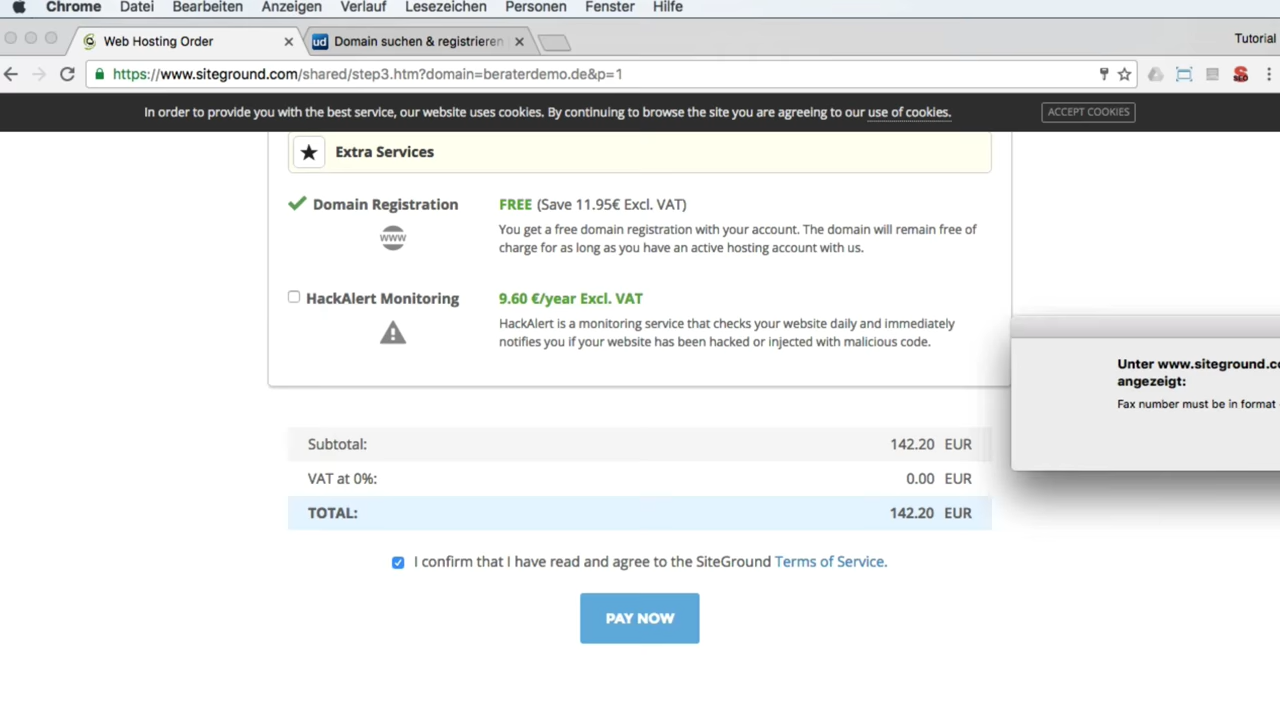 Chrome Datei Bearbeiten Anzeigen Verlauf Lesezeichen Personen Fenster Hilfe
Web Hosting Order
ud Domain suchen & registrieren
Tutorial
https://www.siteground.com/shared/step3.htm?domain=beraterdemo.de&p=1
In order to provide you with the best service, our website uses cookies. By continuing to browse the site you are agreeing to our use of cookies.
ACCEPT COOKIES
Extra Services
Domain Registration
www
FREE (Save 11.95€ Excl. VAT)
You get a free domain registration with your account. The domain will remain free of
charge for as long as you have an active hosting account with us.
HackAlert Monitoring
9.60 €/year Excl. VAT
HackAlert is a monitoring service that checks your website daily and immediately
notifies you if your website has been hacked or injected with malicious code.
Unter www.siteground.co
angezeigt:
Fax number must be in format
Subtotal: 142.20 EUR
VAT at 0%: 0.00 EUR
TOTAL: 142.20 EUR
I confirm that I have read and agree to the SiteGround Terms of Service.
PAY NOW